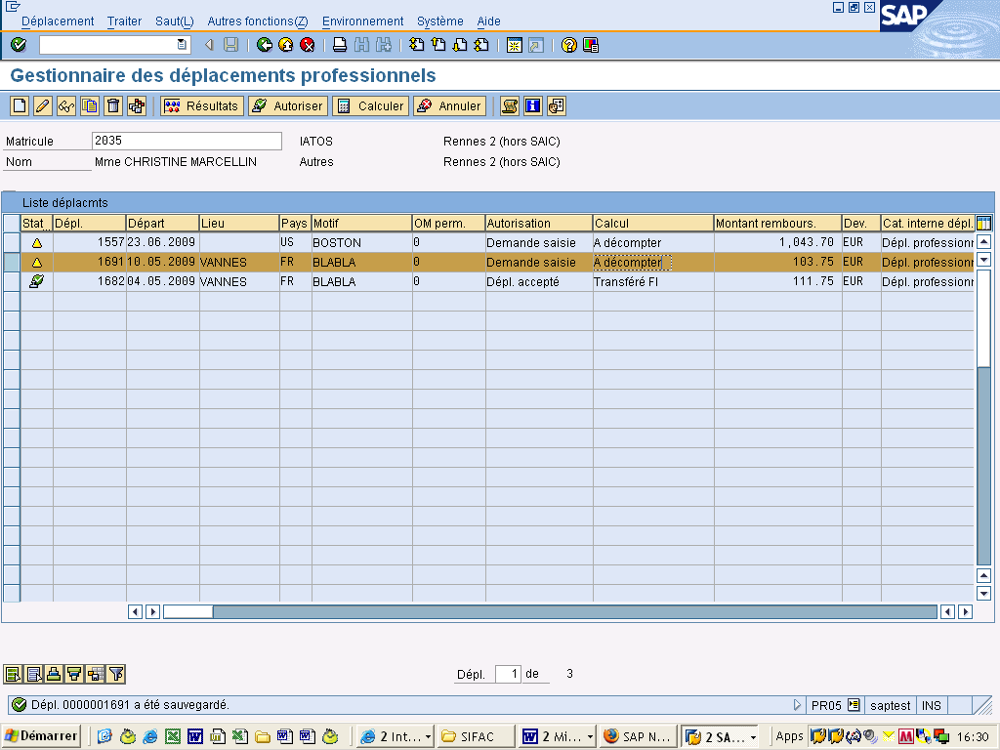 Déplacement Traiter Saut(L) Autres fonctions(Z) Environnement Système Aide
SAP
Gestionnaire des déplacements professionnels
Résultats Autoriser Calculer Annuler
Matricule 2035 IATOS Rennes 2 (hors SAIC)
Nom Mme CHRISTINE MARCELLIN Autres Rennes 2 (hors SAIC)
Liste déplacmts
Stat Dépl. Départ Lieu Pays Motif OM perm. Autorisation Calcul Montant rembours. Dev. Cat. interne dépl.
1557 23.06.2009 US BOSTON 0 Demande saisie A décompter 1,043.70 EUR Dépl. professionn
1691 10.05.2009 VANNES FR BLABLA 0 Demande saisie A décompter 103.75 EUR Dépl. professionn
1682 04.05.2009 VANNES FR BLABLA 0 Dépl. accepté Transféré FI 111.75 EUR Dépl. professionn
Dépl. 1 de 3
Dépl. 0000001691 a été sauvegardé. PR05 saptest INS
Démarrer 2 Int... SIFAC 2 Mi... SAP N... 2 SA... Apps 16:30